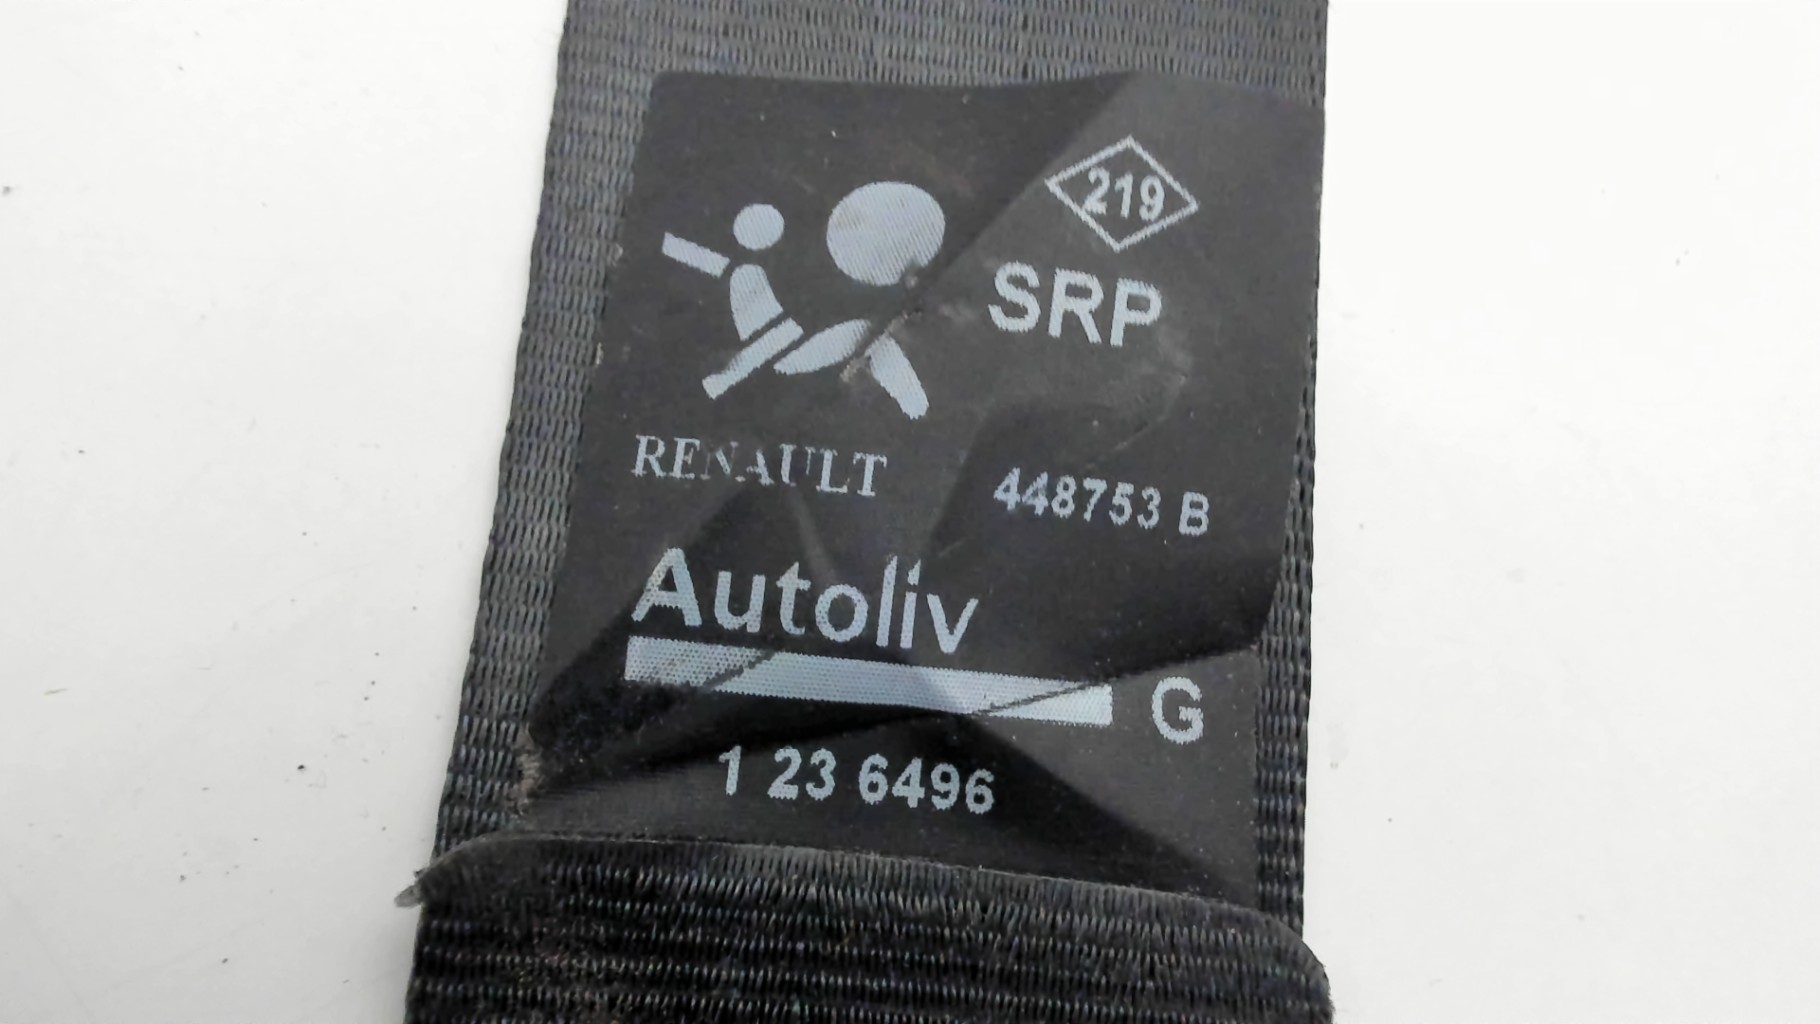 219
SRP
RENAULT 448753 B
Autoliv
G
1 23 6496